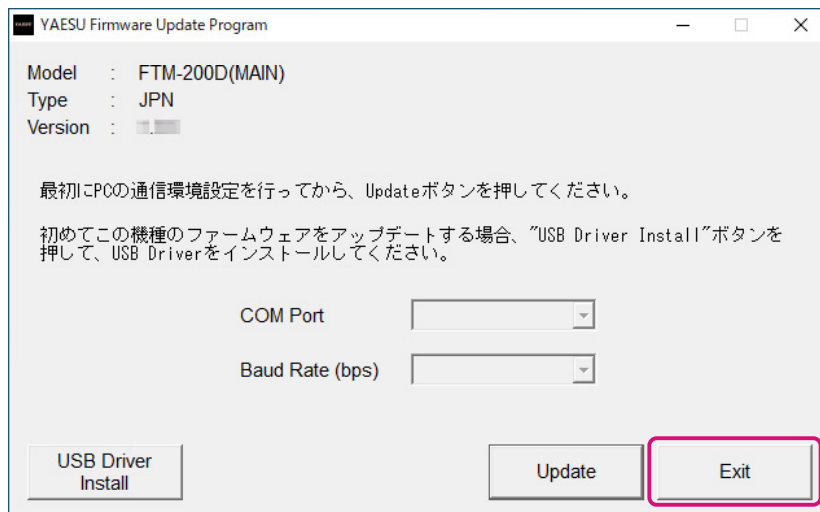 YAESU YAESU Firmware Update Program
Model : FTM-200D(MAIN)
Type : JPN
Version :
最初にPCの通信環境設定を行ってから、Updateボタンを押してください。
初めてこの機種のファームウェアをアップデートする場合、"USB Driver Install"ボタンを
押して、USB Driverをインストールしてください。
COM Port
Baud Rate (bps)
USB Driver
Install
Update
Exit